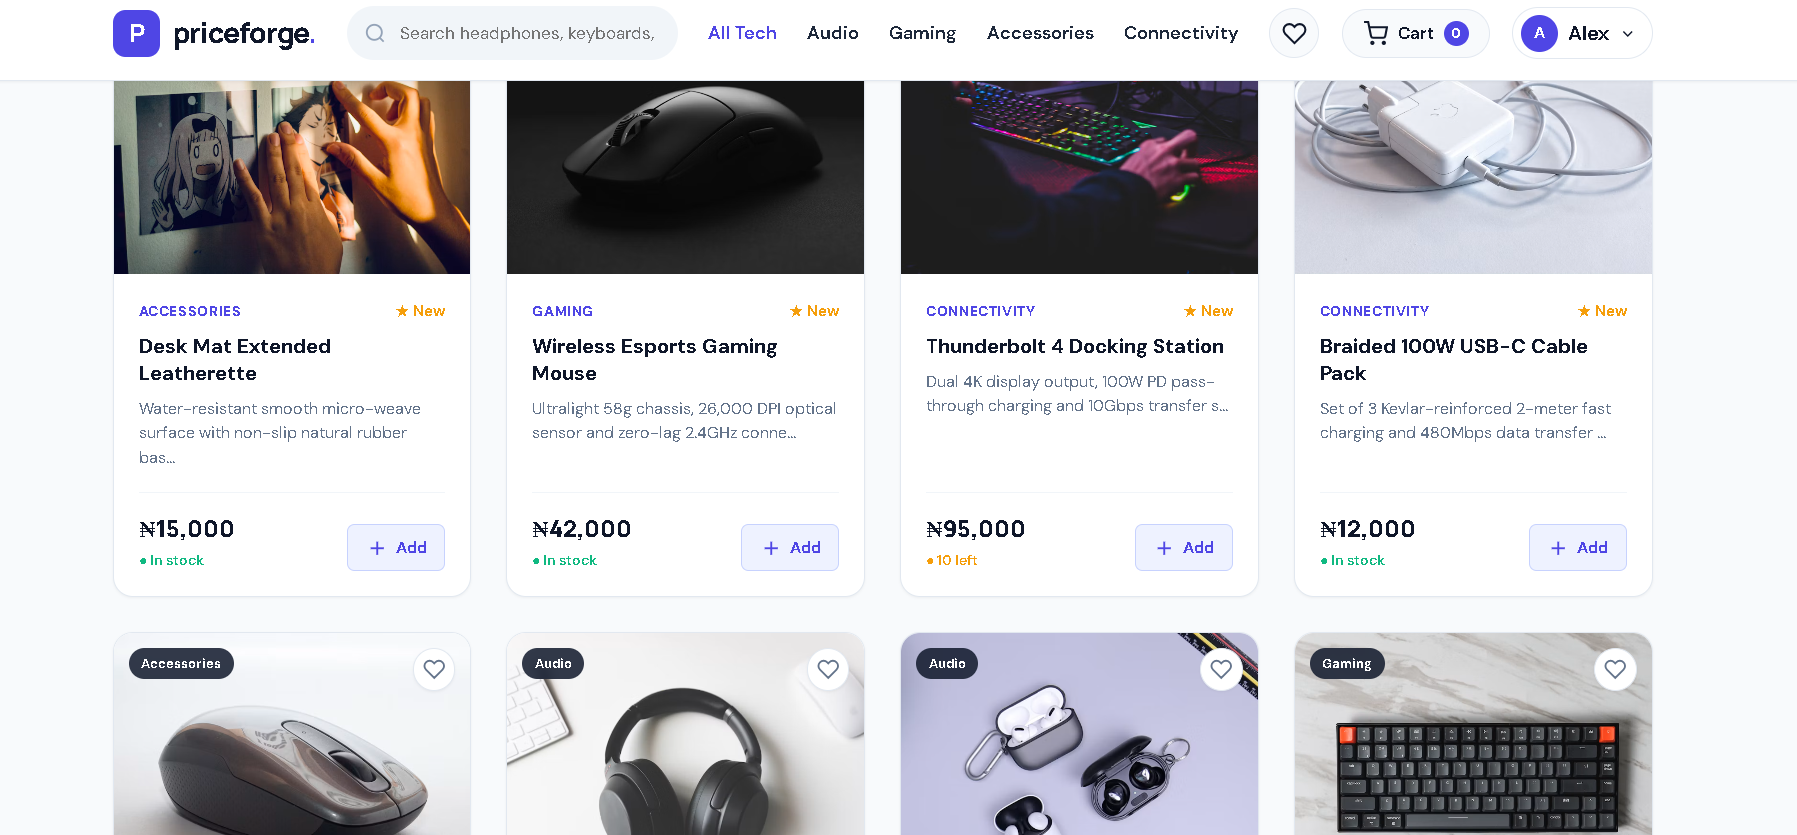 P priceforge.
Search headphones, keyboards,
All Tech
Audio
Gaming
Accessories
Connectivity
Cart 0
A Alex
ACCESSORIES
★ New
Desk Mat Extended
Leatherette
Water-resistant smooth micro-weave
surface with non-slip natural rubber
bas...
₦15,000
● In stock
+ Add
GAMING
★ New
Wireless Esports Gaming
Mouse
Ultralight 58g chassis, 26,000 DPI optical
sensor and zero-lag 2.4GHz conne...
₦42,000
● In stock
+ Add
CONNECTIVITY
★ New
Thunderbolt 4 Docking Station
Dual 4K display output, 100W PD pass-
through charging and 10Gbps transfer s...
₦95,000
● 10 left
+ Add
CONNECTIVITY
★ New
Braided 100W USB-C Cable
Pack
Set of 3 Kevlar-reinforced 2-meter fast
charging and 480Mbps data transfer ...
₦12,000
● In stock
+ Add
Accessories
Audio
Audio
Gaming